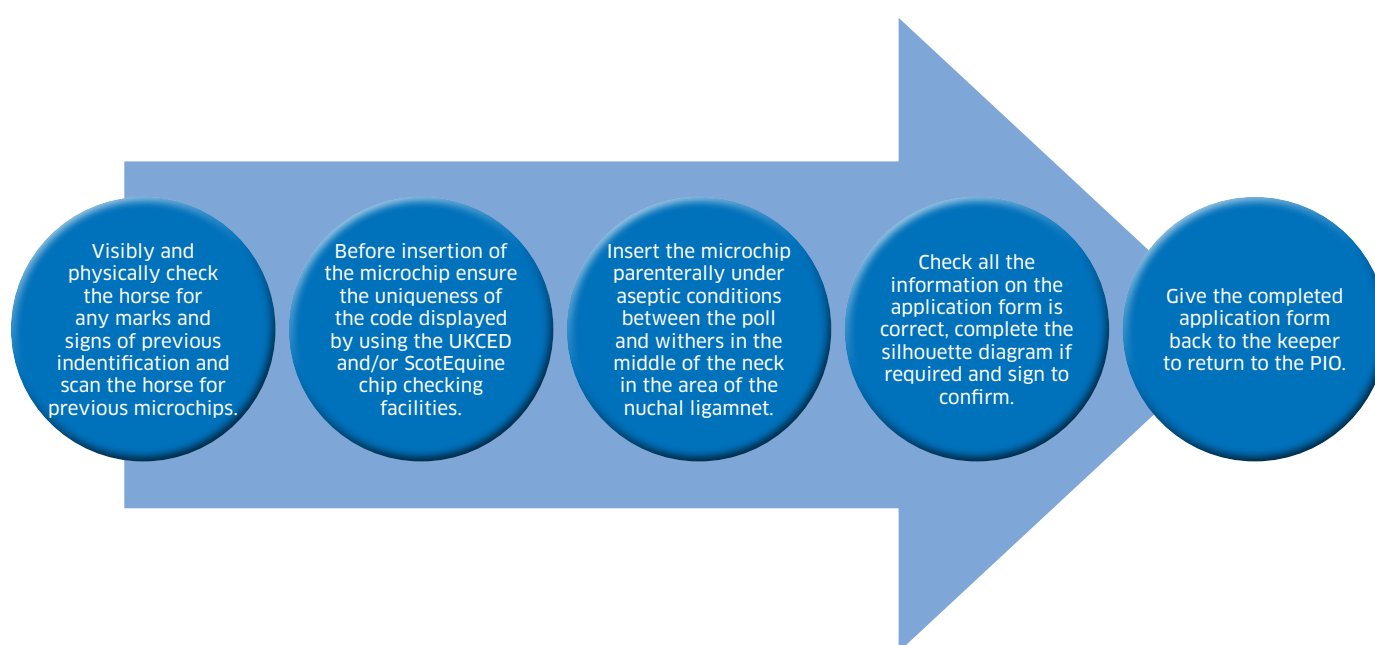 Visibly and
physically check
the horse for
any marks and
signs of previous
indentification and
scan the horse for
previous microchips.
Before insertion of
the microchip ensure
the uniqueness of
the code displayed
by using the UKCED
and/or ScotEquine
chip checking
facilities.
Insert the microchip
parenterally under
aseptic conditions
between the poll
and withers in the
middle of the neck
in the area of the
nuchal ligamnet.
Check all the
information on the
application form is
correct, complete the
silhouette diagram if
required and sign to
confirm.
Give the completed
application form
back to the keeper
to return to the PIO.